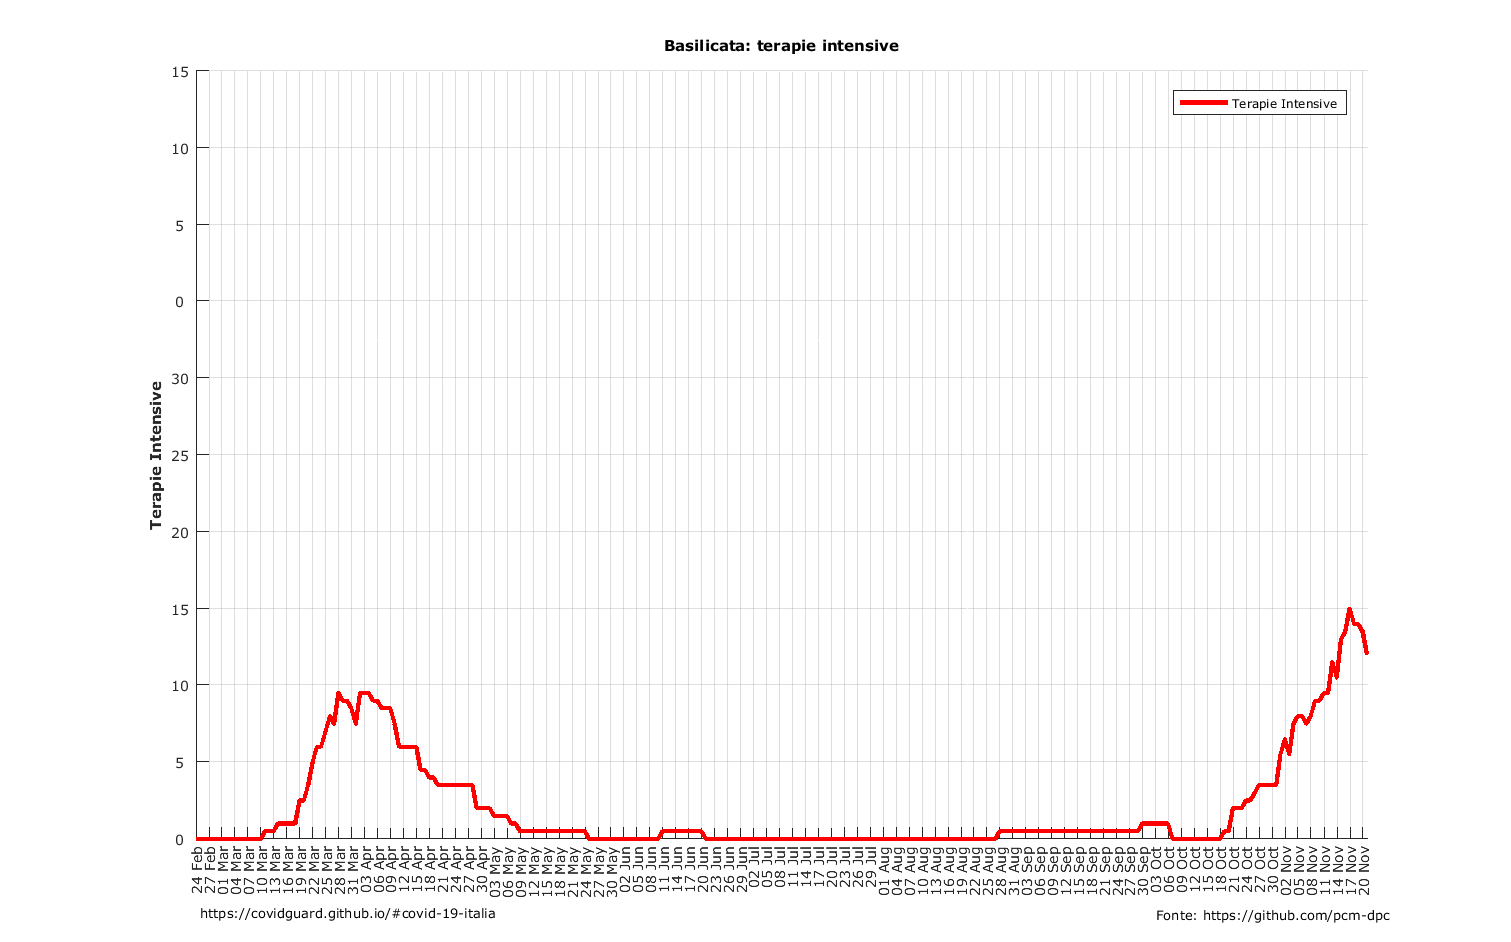 Basilicata: terapie intensive
Terapie Intensive
15
10
5
0
30
25
20
15
10
5
0
Terapie Intensive
24 Feb
27 Feb
01 Mar
04 Mar
07 Mar
10 Mar
13 Mar
16 Mar
19 Mar
22 Mar
25 Mar
28 Mar
31 Mar
03 Apr
06 Apr
09 Apr
12 Apr
15 Apr
18 Apr
21 Apr
24 Apr
27 Apr
30 Apr
03 May
06 May
09 May
12 May
15 May
18 May
21 May
24 May
27 May
30 May
02 Jun
05 Jun
08 Jun
11 Jun
14 Jun
17 Jun
20 Jun
23 Jun
26 Jun
29 Jun
02 Jul
05 Jul
08 Jul
11 Jul
14 Jul
17 Jul
20 Jul
23 Jul
26 Jul
29 Jul
01 Aug
04 Aug
07 Aug
10 Aug
13 Aug
16 Aug
19 Aug
22 Aug
25 Aug
28 Aug
31 Aug
03 Sep
06 Sep
09 Sep
12 Sep
15 Sep
18 Sep
21 Sep
24 Sep
27 Sep
30 Sep
03 Oct
06 Oct
09 Oct
12 Oct
15 Oct
18 Oct
21 Oct
24 Oct
27 Oct
30 Oct
02 Nov
05 Nov
08 Nov
11 Nov
14 Nov
17 Nov
20 Nov
https://covidguard.github.io/#covid-19-italia
Fonte: https://github.com/pcm-dpc